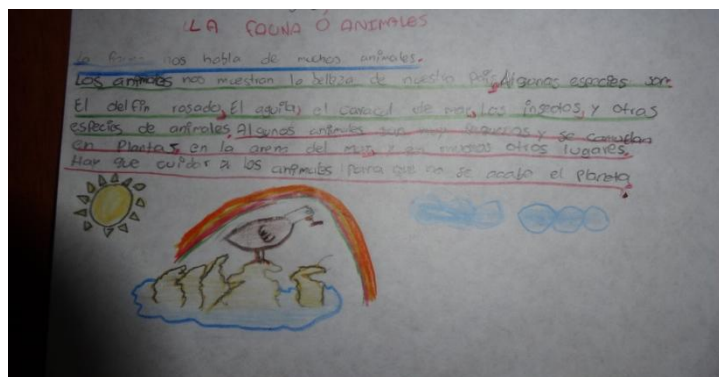 LA FAUNA O ANIMALES
La fauna nos habla de muchos animales.
Los animales nos muestran la belleza de nuestro país. Algunas especies son:
El delfín rosado, El aguila, el caracol de mar, Los insectos, y otras
especies de animales. Algunos animales son muy pequeños y se camuflan
en Plantas en la arena del mar, y en muchos otros lugares.
Hay que cuidar a los animales para que no se acabe el Planeta.